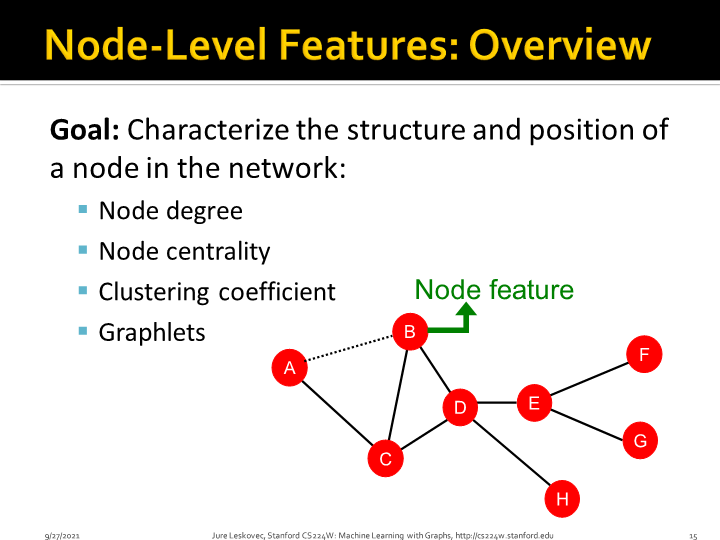 Node-Level Features: Overview
Goal: Characterize the structure and position of
a node in the network:
Node degree
Node centrality
Clustering coefficient
Graphlets
Node feature
B
A
F
D
E
G
C
H
9/27/2021
Jure Leskovec, Stanford CS224W: Machine Learning with Graphs, http://cs224w.stanford.edu
15